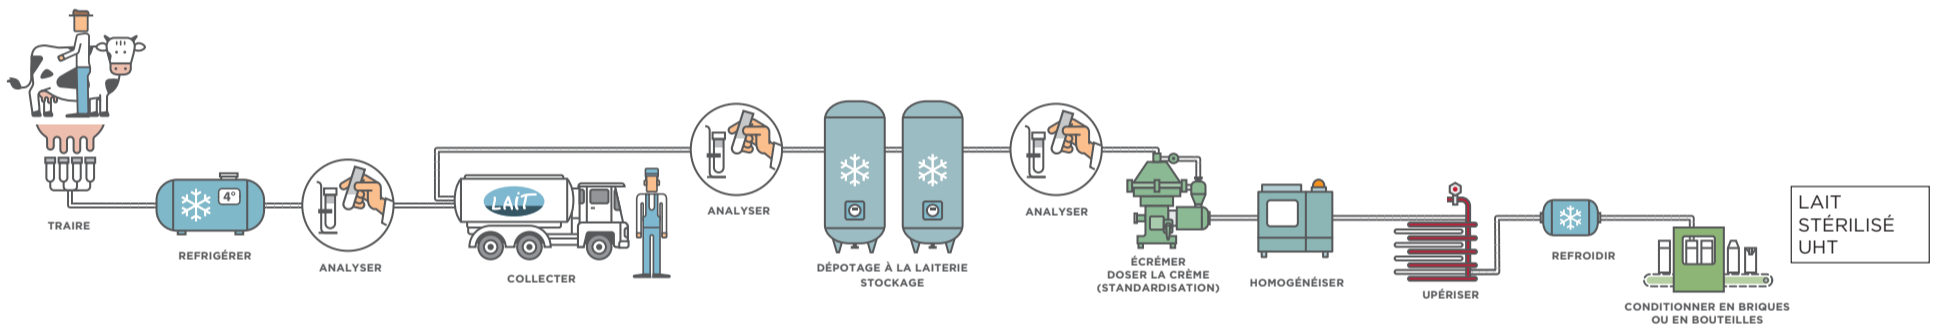 TRAIRE
4°
REFRIGÉRER
ANALYSER
LAIT
COLLECTER
ANALYSER
DÉPOTAGE À LA LAITERIE
STOCKAGE
ANALYSER
ÉCRÉMER
DOSER LA CRÈME
(STANDARDISATION)
HOMOGÉNÉISER
UPÉRISER
REFROIDIR
CONDITIONNER EN BRIQUES
OU EN BOUTEILLES
LAIT
STÉRILISÉ
UHT